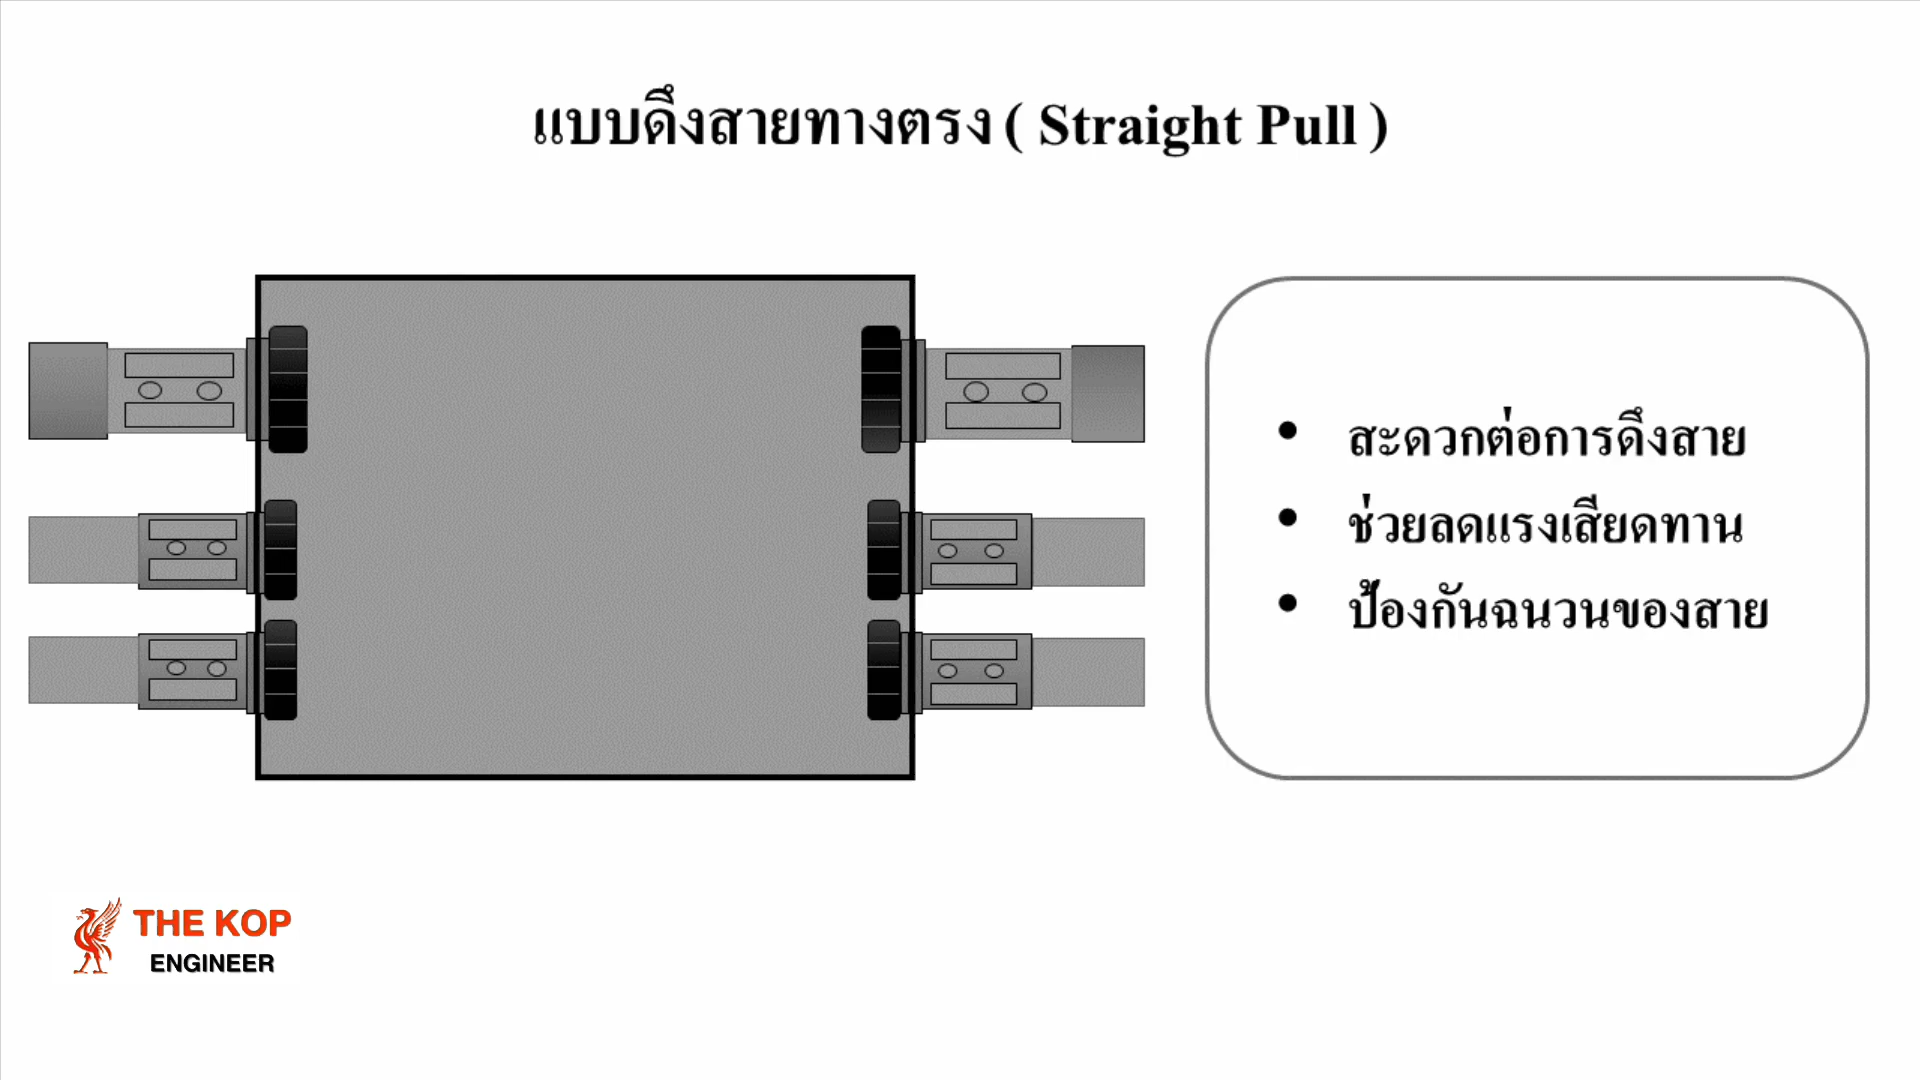 แบบดึงสายทางตรง ( Straight Pull )
• สะดวกต่อการดึงสาย
• ช่วยลดแรงเสียดทาน
• ป้องกันฉนวนของสาย
THE KOP
ENGINEER